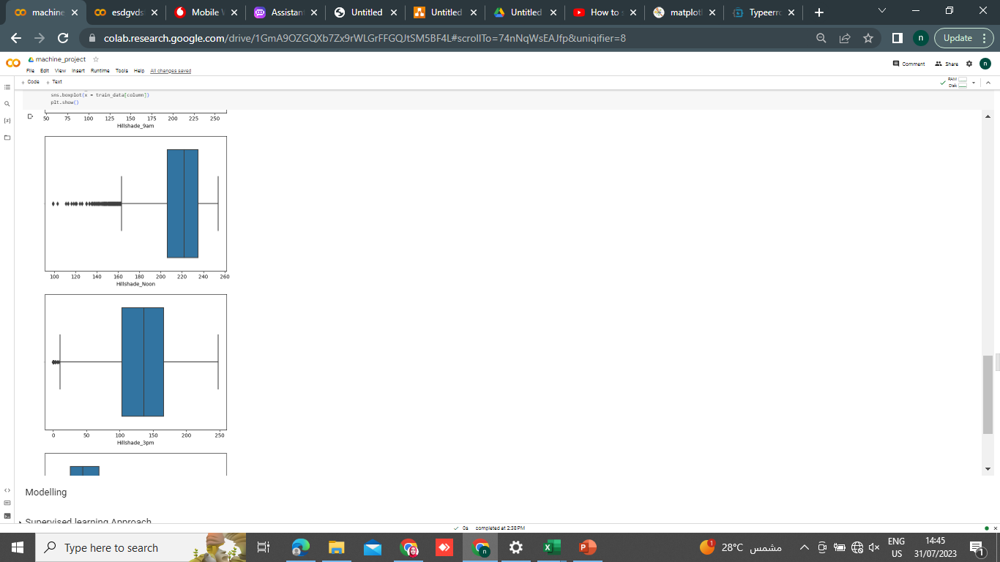 machine
esdgvds
Mobile
Assistan
Untitled
Untitled
Untitled
How to
matplotl
Typeerro
colab.research.google.com/drive/1GmA9OZGQXb7Zx9rWLGrFFGQJtSM5BF4L#scrollTo=74nNqWsEAJfp&uniqifier=8
n
Update
machine_project
File Edit View Insert Runtime Tools Help All changes saved
Comment Share n
+ Code + Text
RAM
Disk
sns.boxplot(x = train_data[column])
plt.show()
50 75 100 125 150 175 200 225 250
Hillshade_9am
100 120 140 160 180 200 220 240 260
Hillshade_Noon
0 50 100 150 200 250
Hillshade_3pm
Modelling
Supervised learning Approach
0s completed at 2:38 PM
Type here to search
1
28°C مشمس
ENG
US
14:45
31/07/2023
1